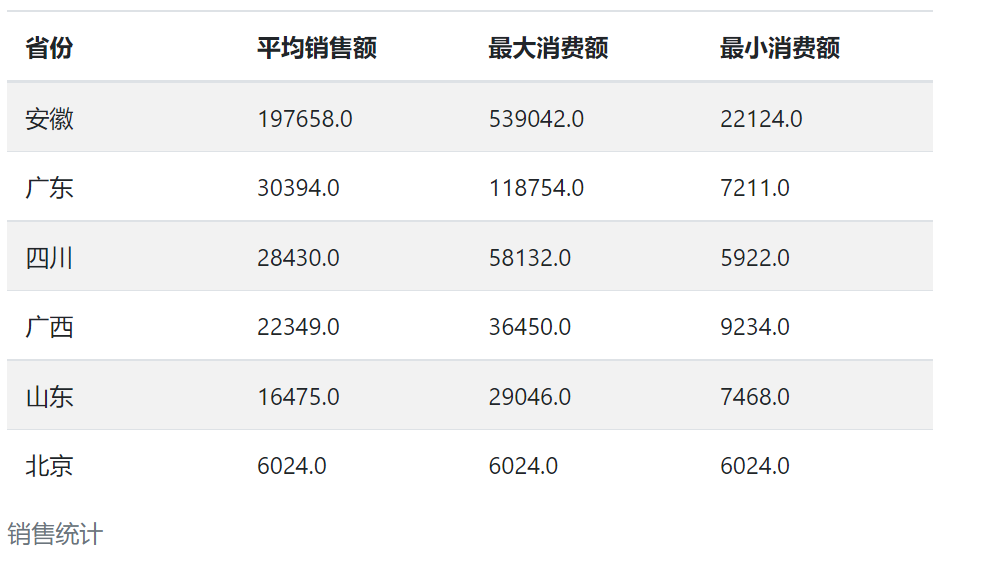 省份 平均销售额 最大消费额 最小消费额
安徽 197658.0 539042.0 22124.0
广东 30394.0 118754.0 7211.0
四川 28430.0 58132.0 5922.0
广西 22349.0 36450.0 9234.0
山东 16475.0 29046.0 7468.0
北京 6024.0 6024.0 6024.0
销售统计